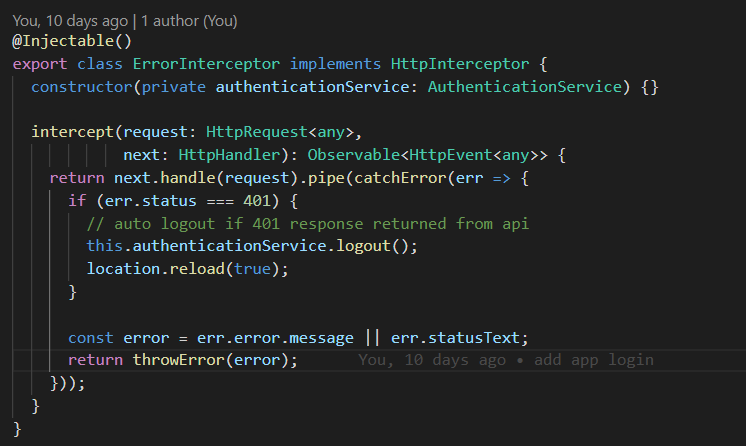 You, 10 days ago | 1 author (You)
@Injectable()
export class ErrorInterceptor implements HttpInterceptor {
  constructor(private authenticationService: AuthenticationService) {}

  intercept(request: HttpRequest<any>,
            next: HttpHandler): Observable<HttpEvent<any>> {
    return next.handle(request).pipe(catchError(err => {
      if (err.status === 401) {
        // auto logout if 401 response returned from api
        this.authenticationService.logout();
        location.reload(true);
      }

      const error = err.error.message || err.statusText;
      return throwError(error);      You, 10 days ago • add app login
    }));
  }
}